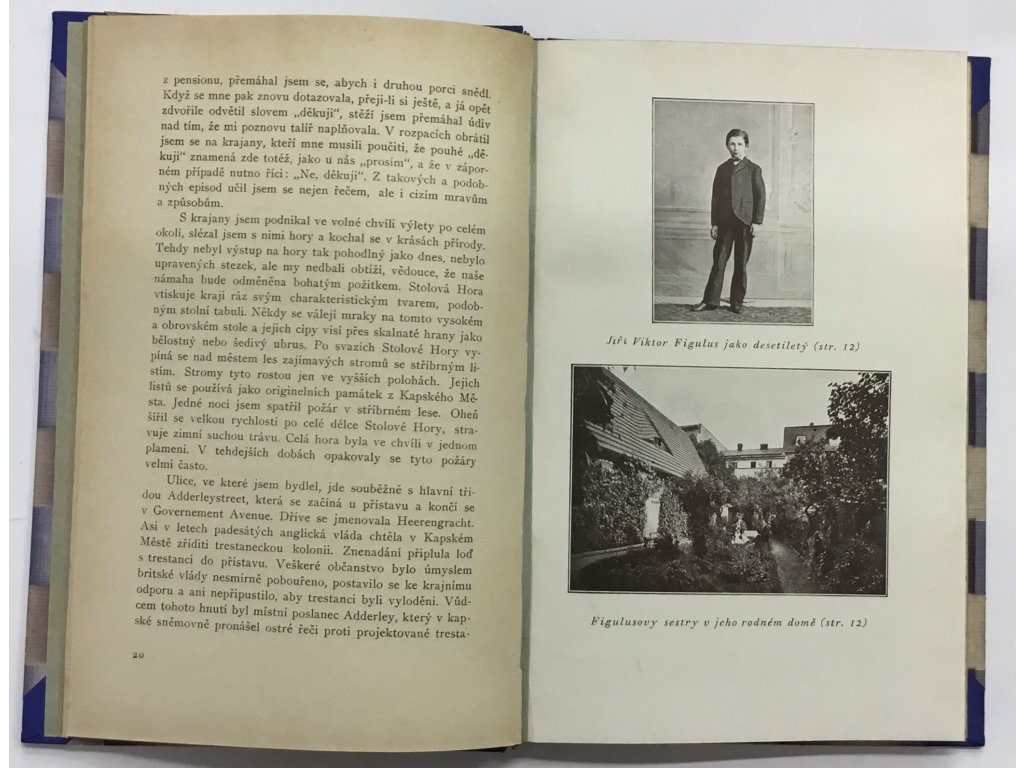 z pensionu, přemáhal jsem se, abych i druhou porci snědl.
Když se mne pak znovu dotazovala, přeji-li si ještě, a já opět
zdvořile odvětil slovem „děkuji“, stěží jsem přemáhal údiv
nad tím, že mi poznovu talíř naplňovala. V rozpacích obrátil
jsem se na krajany, kteří mne musili poučiti, že pouhé „dě-
kuji“ znamená zde totéž, jako u nás „prosím“, a že v zápor-
ném případě nutno říci: „Ne, děkuji“. Z takových a podob-
ných episod učil jsem se nejen řečem, ale i cizím mravům
a způsobům.
S krajany jsem podnikal ve volné chvíli výlety po celém
okolí, slézal jsem s nimi hory a kochal se v krásách přírody.
Tehdy nebyl výstup na hory tak pohodlný jako dnes, nebylo
upravených stezek, ale my nedbali obtíží, vědouce, že naše
námaha bude odměněna bohatým požitkem. Stolová Hora
vtiskuje kraji ráz svým charakteristickým tvarem, podob-
ným stolní tabuli. Někdy se válejí mraky na tomto vysokém
a obrovském stole a jejich cípy visí přes skalnaté hrany jako
bělostný nebo šedivý ubrus. Po svazích Stolové Hory vy-
píná se nad městem les zajímavých stromů se stříbrným li-
stím. Stromy tyto rostou jen ve vyšších polohách. Jejich
listů se používá jako originelních památek z Kapského Mě-
sta. Jedné noci jsem spatřil požár v stříbrném lese. Oheň
šířil se velkou rychlostí po celé délce Stolové Hory, stra-
vuje zimní suchou trávu. Celá hora byla ve chvíli v jednom
plameni. V tehdejších dobách opakovaly se tyto požáry
velmi často.
Ulice, ve které jsem bydlel, jde souběžně s hlavní tří-
dou Adderleystreet, která se začíná u přístavu a končí se
v Governement Avenue. Dříve se jmenovala Heerengracht.
Asi v letech padesátých anglická vláda chtěla v Kapském
Městě zříditi trestaneckou kolonii. Znenadání připlula loď
s trestanci do přístavu. Veškeré občanstvo bylo úmyslem
britské vlády nesmírně pobouřeno, postavilo se ke krajnímu
odporu a ani nepřipustilo, aby trestanci byli vyloděni. Vůd-
cem tohoto hnutí byl místní poslanec Adderley, který v kap-
ské sněmovně pronášel ostré řeči proti projektované tresta-
20
Jiří Viktor Figulus jako desetiletý (str. 12)
Figulusovy sestry v jeho rodném domě (str. 12)